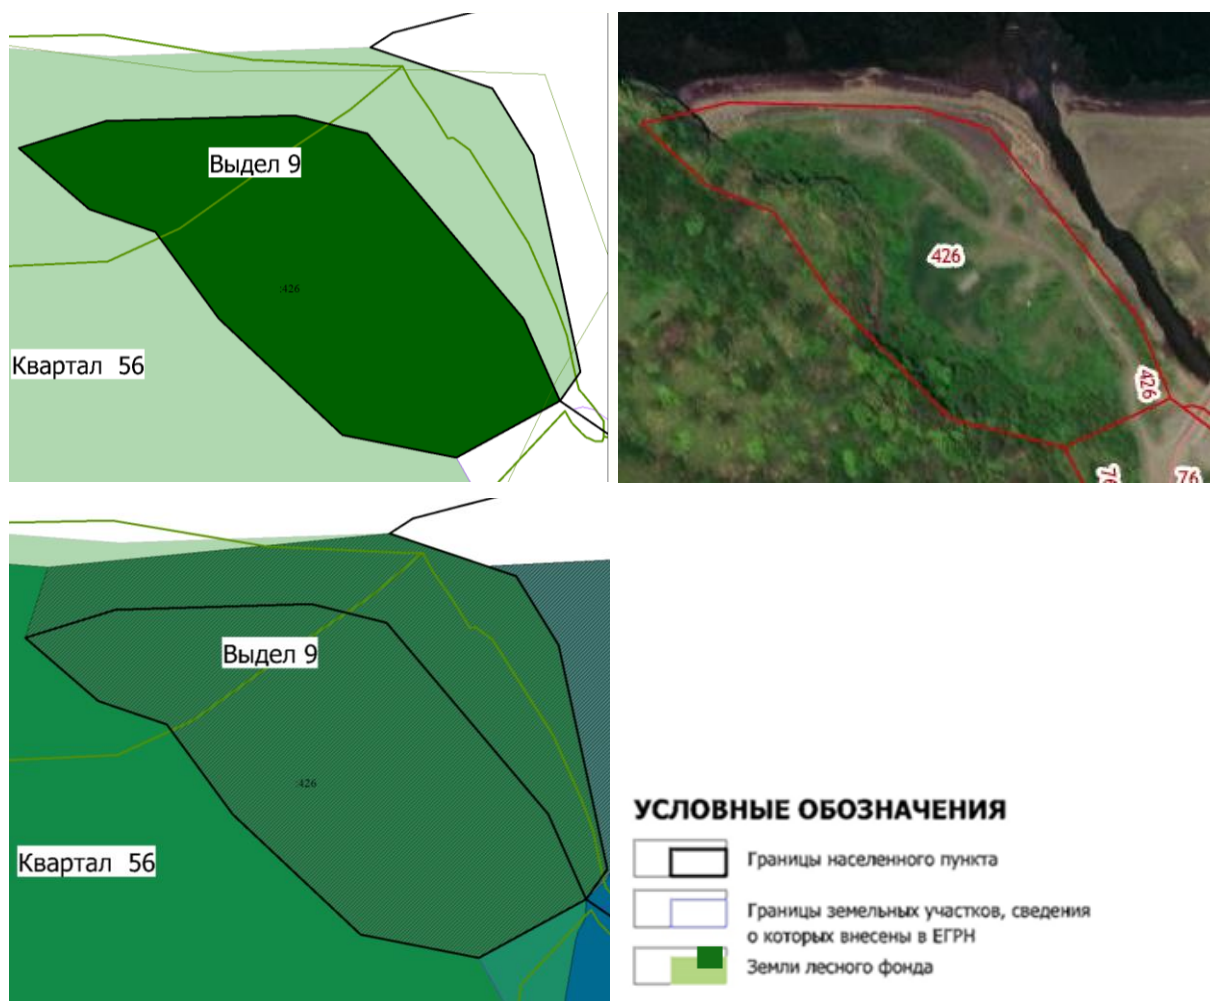 Выдел 9
:426
Квартал 56
426
426
76
76
Выдел 9
:426
Квартал 56
УСЛОВНЫЕ ОБОЗНАЧЕНИЯ
Границы населенного пункта
Границы земельных участков, сведения
о которых внесены в ЕГРН
Земли лесного фонда